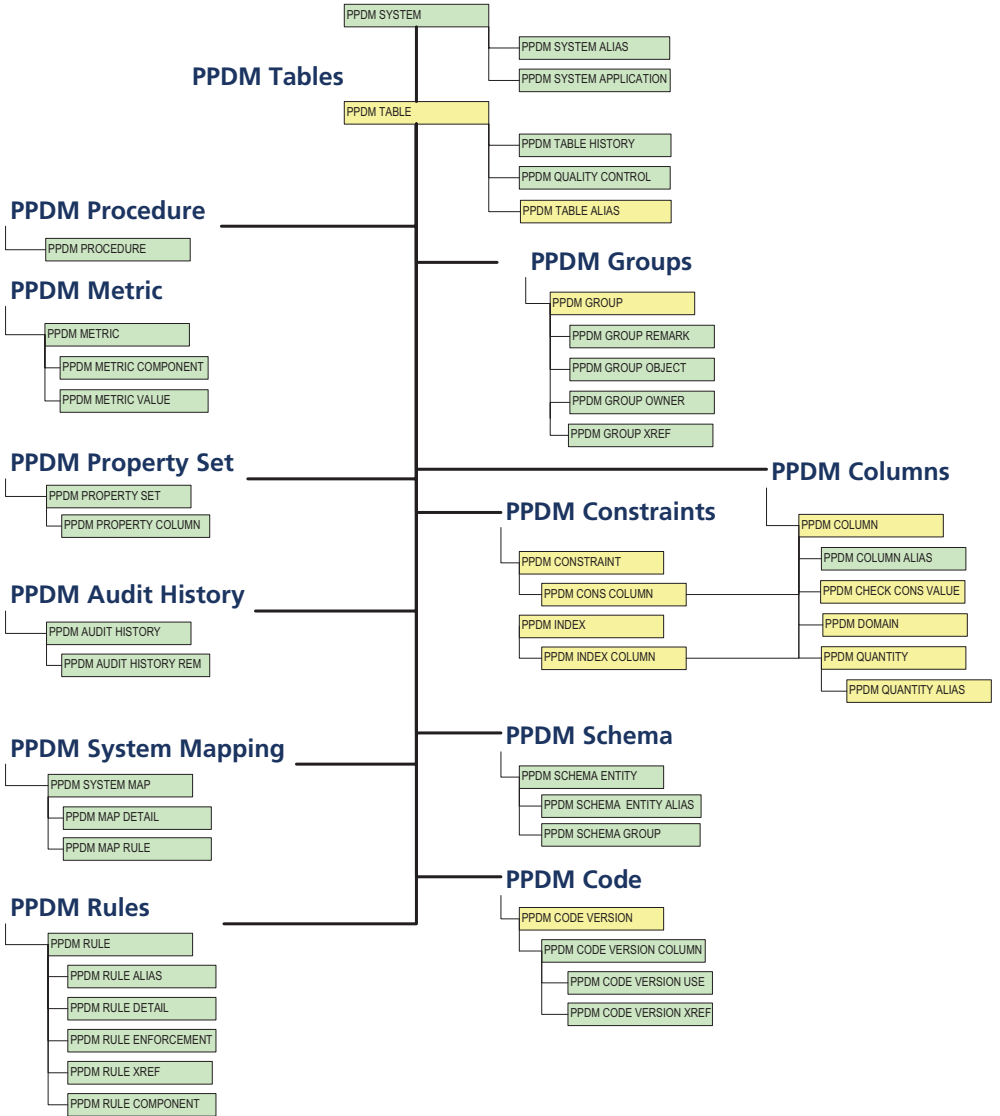 PPDM SYSTEM
PPDM SYSTEM ALIAS
PPDM SYSTEM APPLICATION
PPDM Tables
PPDM TABLE
PPDM TABLE HISTORY
PPDM QUALITY CONTROL
PPDM TABLE ALIAS
PPDM Procedure
PPDM PROCEDURE
PPDM Metric
PPDM METRIC
PPDM METRIC COMPONENT
PPDM METRIC VALUE
PPDM Groups
PPDM GROUP
PPDM GROUP REMARK
PPDM GROUP OBJECT
PPDM GROUP OWNER
PPDM GROUP XREF
PPDM Property Set
PPDM PROPERTY SET
PPDM PROPERTY COLUMN
PPDM Columns
PPDM COLUMN
PPDM COLUMN ALIAS
PPDM CHECK CONS VALUE
PPDM DOMAIN
PPDM QUANTITY
PPDM QUANTITY ALIAS
PPDM Constraints
PPDM CONSTRAINT
PPDM CONS COLUMN
PPDM INDEX
PPDM INDEX COLUMN
PPDM Audit History
PPDM AUDIT HISTORY
PPDM AUDIT HISTORY REM
PPDM System Mapping
PPDM SYSTEM MAP
PPDM MAP DETAIL
PPDM MAP RULE
PPDM Schema
PPDM SCHEMA ENTITY
PPDM SCHEMA ENTITY ALIAS
PPDM SCHEMA GROUP
PPDM Code
PPDM CODE VERSION
PPDM CODE VERSION COLUMN
PPDM CODE VERSION USE
PPDM CODE VERSION XREF
PPDM Rules
PPDM RULE
PPDM RULE ALIAS
PPDM RULE DETAIL
PPDM RULE ENFORCEMENT
PPDM RULE XREF
PPDM RULE COMPONENT